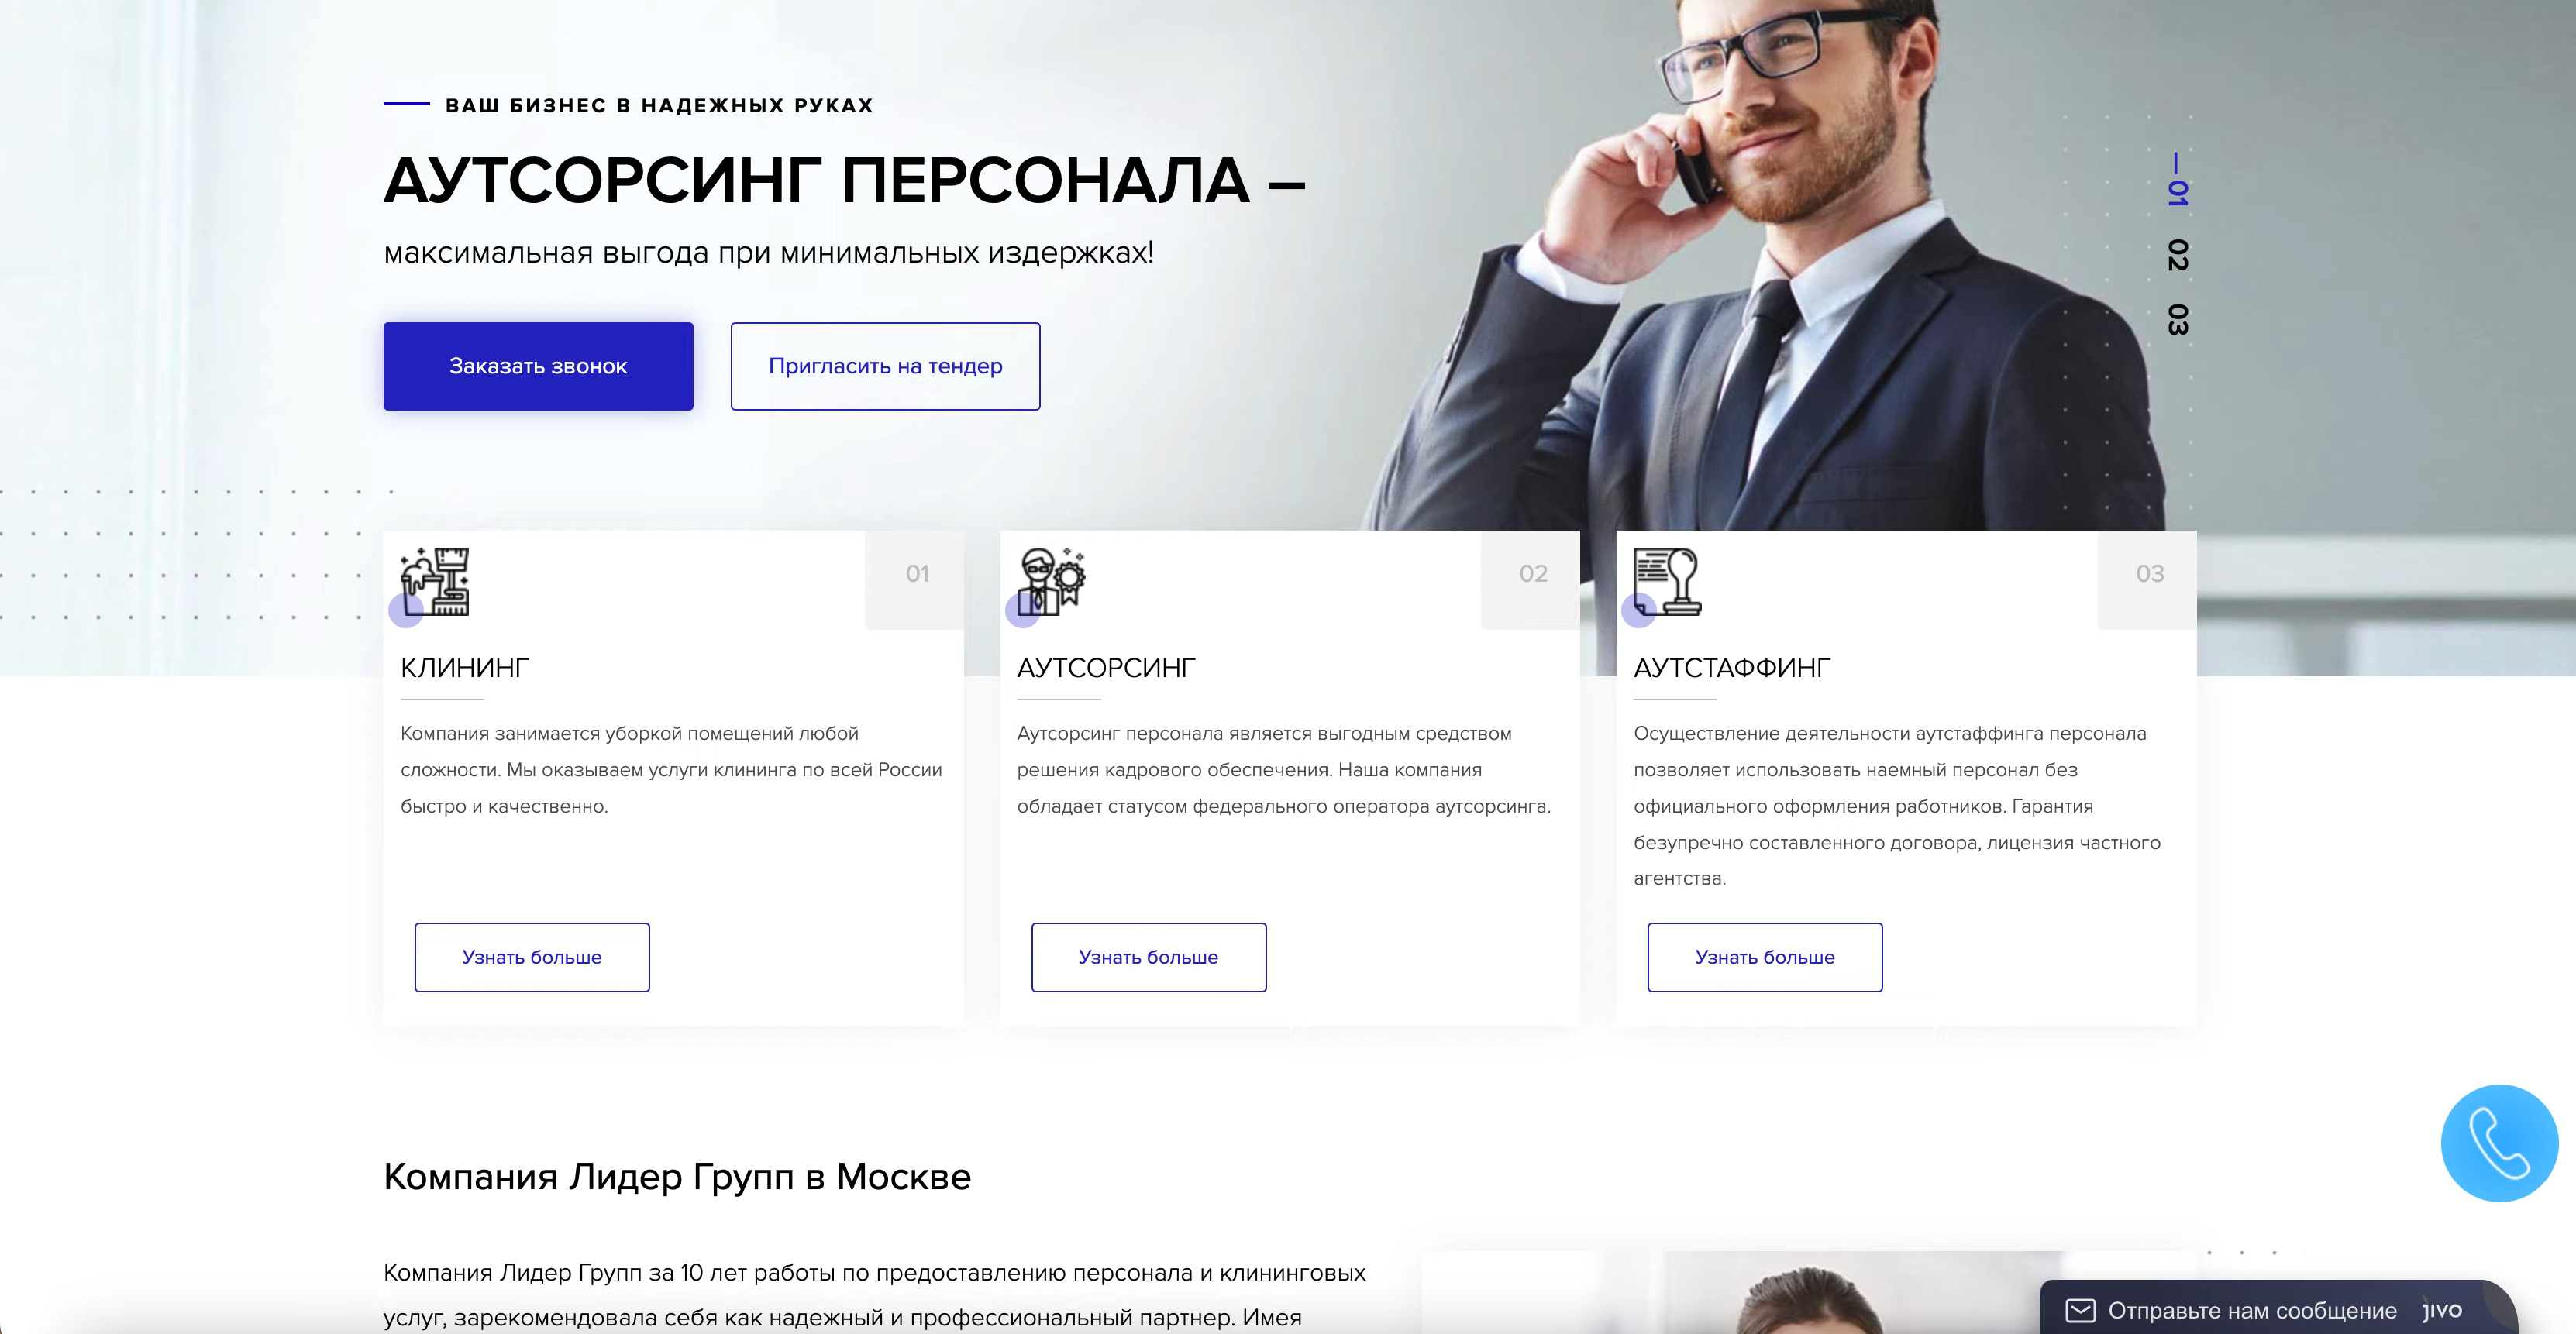 ВАШ БИЗНЕС В НАДЕЖНЫХ РУКАХ
АУТСОРСИНГ ПЕРСОНАЛА –
максимальная выгода при минимальных издержках!
Заказать звонок
Пригласить на тендер
01
02
03
01
КЛИНИНГ
Компания занимается уборкой помещений любой
сложности. Мы оказываем услуги клининга по всей России
быстро и качественно.
Узнать больше
02
АУТСОРСИНГ
Аутсорсинг персонала является выгодным средством
решения кадрового обеспечения. Наша компания
обладает статусом федерального оператора аутсорсинга.
Узнать больше
03
АУТСТАФФИНГ
Осуществление деятельности аутстаффинга персонала
позволяет использовать наемный персонал без
официального оформления работников. Гарантия
безупречно составленного договора, лицензия частного
агентства.
Узнать больше
Компания Лидер Групп в Москве
Компания Лидер Групп за 10 лет работы по предоставлению персонала и клининговых
услуг, зарекомендовала себя как надежный и профессиональный партнер. Имея
Отправьте нам сообщение jivo